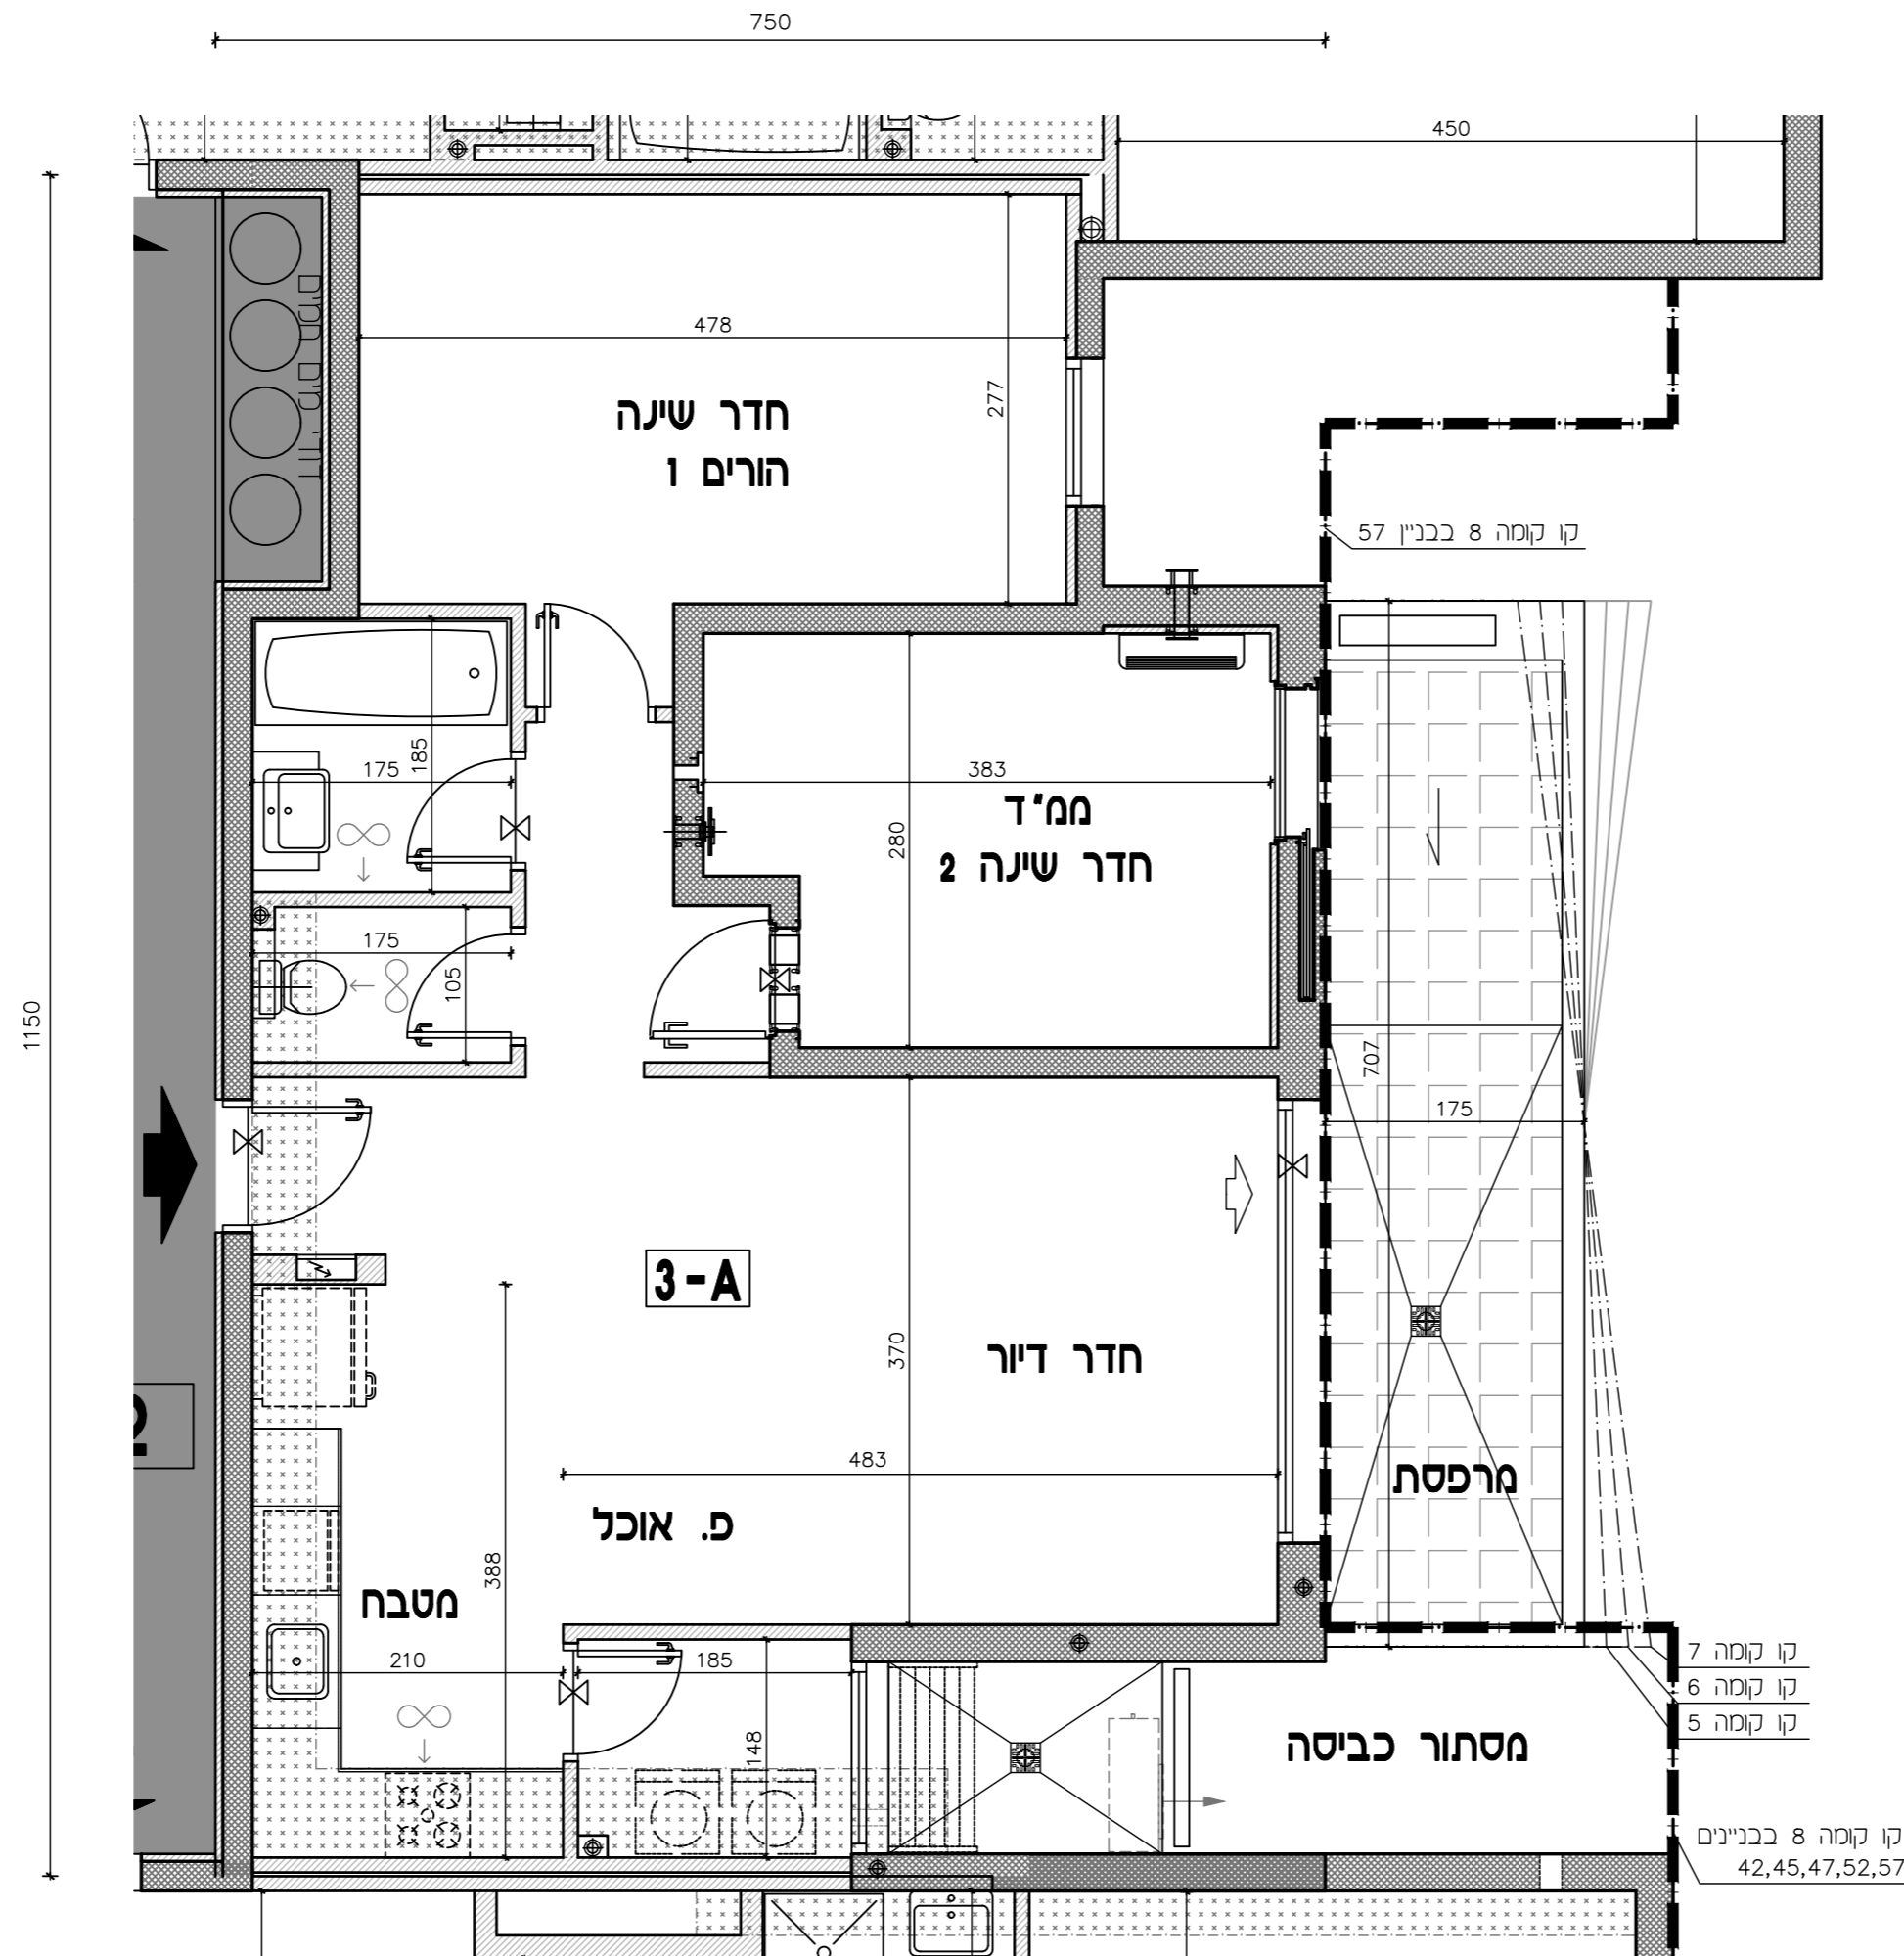 750
450
478
277
חדר שינה
הורים 1
קו קומה 8 בבניין 57
175
185
383
280
ממ"ד
חדר שינה 2
175
105
1150
707
175
3-A
370
חדר דיור
483
מרפסת
פ. אוכל
388
מטבח
210
185
148
מסתור כביסה
קו קומה 7
קו קומה 6
קו קומה 5
קו קומה 8 בבניינים
42,45,47,52,57